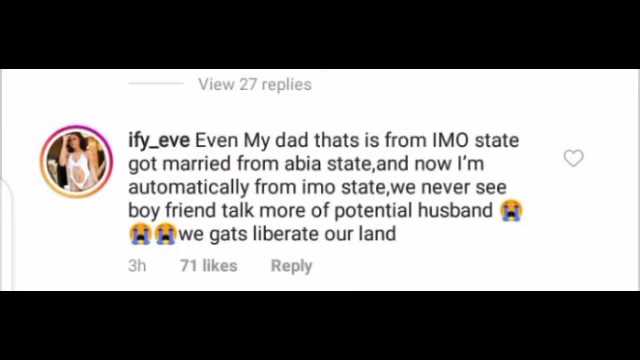 View 27 replies
ify_eve Even My dad thats is from IMO state
got married from abia state,and now I'm
automatically from imo state,we never see
boy friend talk more of potential husband 😭
😭😭we gats liberate our land
3h 71 likes Reply